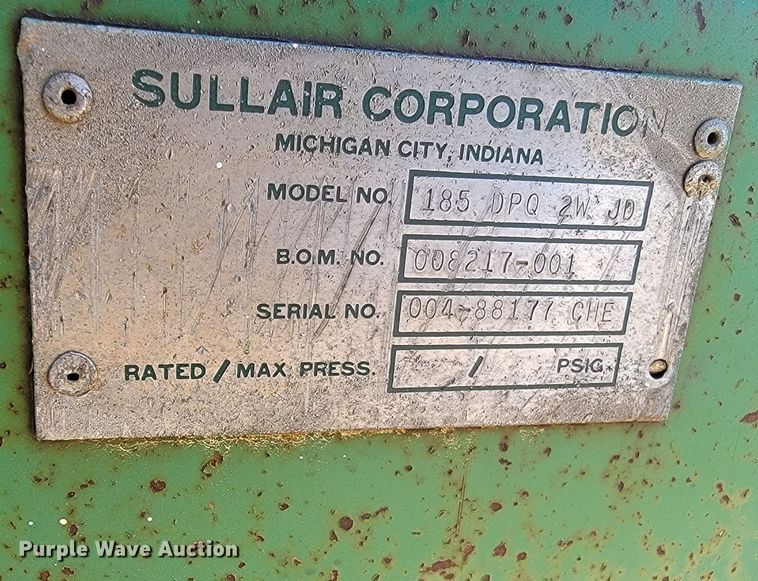 SULLAIR CORPORATION
MICHIGAN CITY, INDIANA
MODEL NO. 185 DPQ 2W JD
B.O.M. NO. 008217-001
SERIAL NO. 004-88177 CHE
RATED / MAX PRESS. / PSIG
Purple Wave Auction